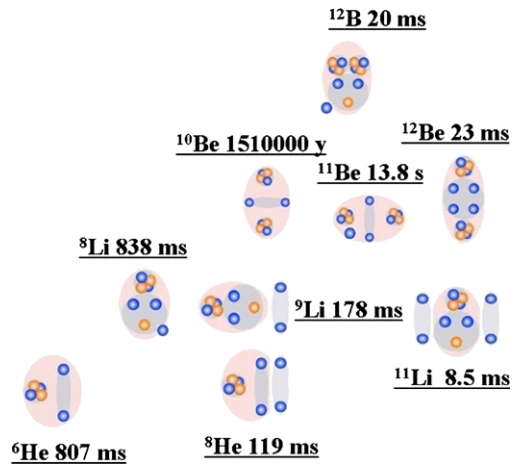 ¹²B 20 ms
¹²Be 23 ms
¹⁰Be 1510000 y
¹¹Be 13.8 s
⁸Li 838 ms
⁹Li 178 ms
¹¹Li 8.5 ms
⁶He 807 ms
⁸He 119 ms